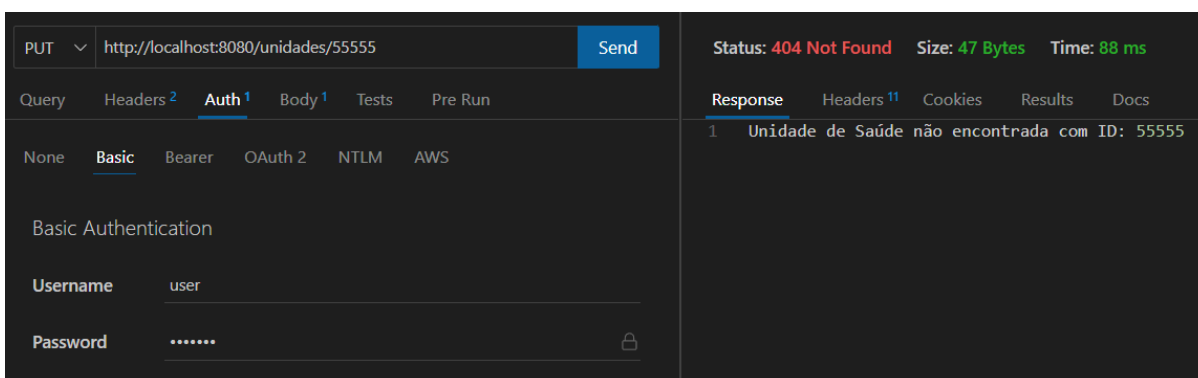 PUT http://localhost:8080/unidades/55555 Send
Query Headers 2 Auth 1 Body 1 Tests Pre Run
None Basic Bearer OAuth 2 NTLM AWS
Basic Authentication
Username user
Password •••••••
Status: 404 Not Found Size: 47 Bytes Time: 88 ms
Response Headers 11 Cookies Results Docs
1 Unidade de Saúde não encontrada com ID: 55555